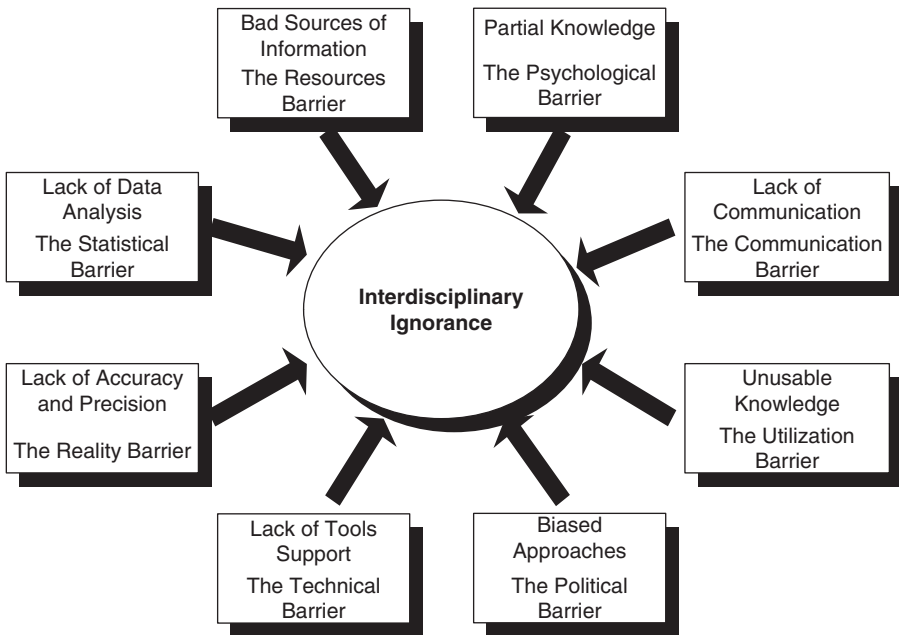 Bad Sources of
Information
The Resources
Barrier
Partial Knowledge
The Psychological
Barrier
Lack of Data
Analysis
The Statistical
Barrier
Lack of
Communication
The Communication
Barrier
Interdisciplinary
Ignorance
Lack of Accuracy
and Precision
The Reality Barrier
Unusable
Knowledge
The Utilization
Barrier
Lack of Tools
Support
The Technical
Barrier
Biased
Approaches
The Political
Barrier